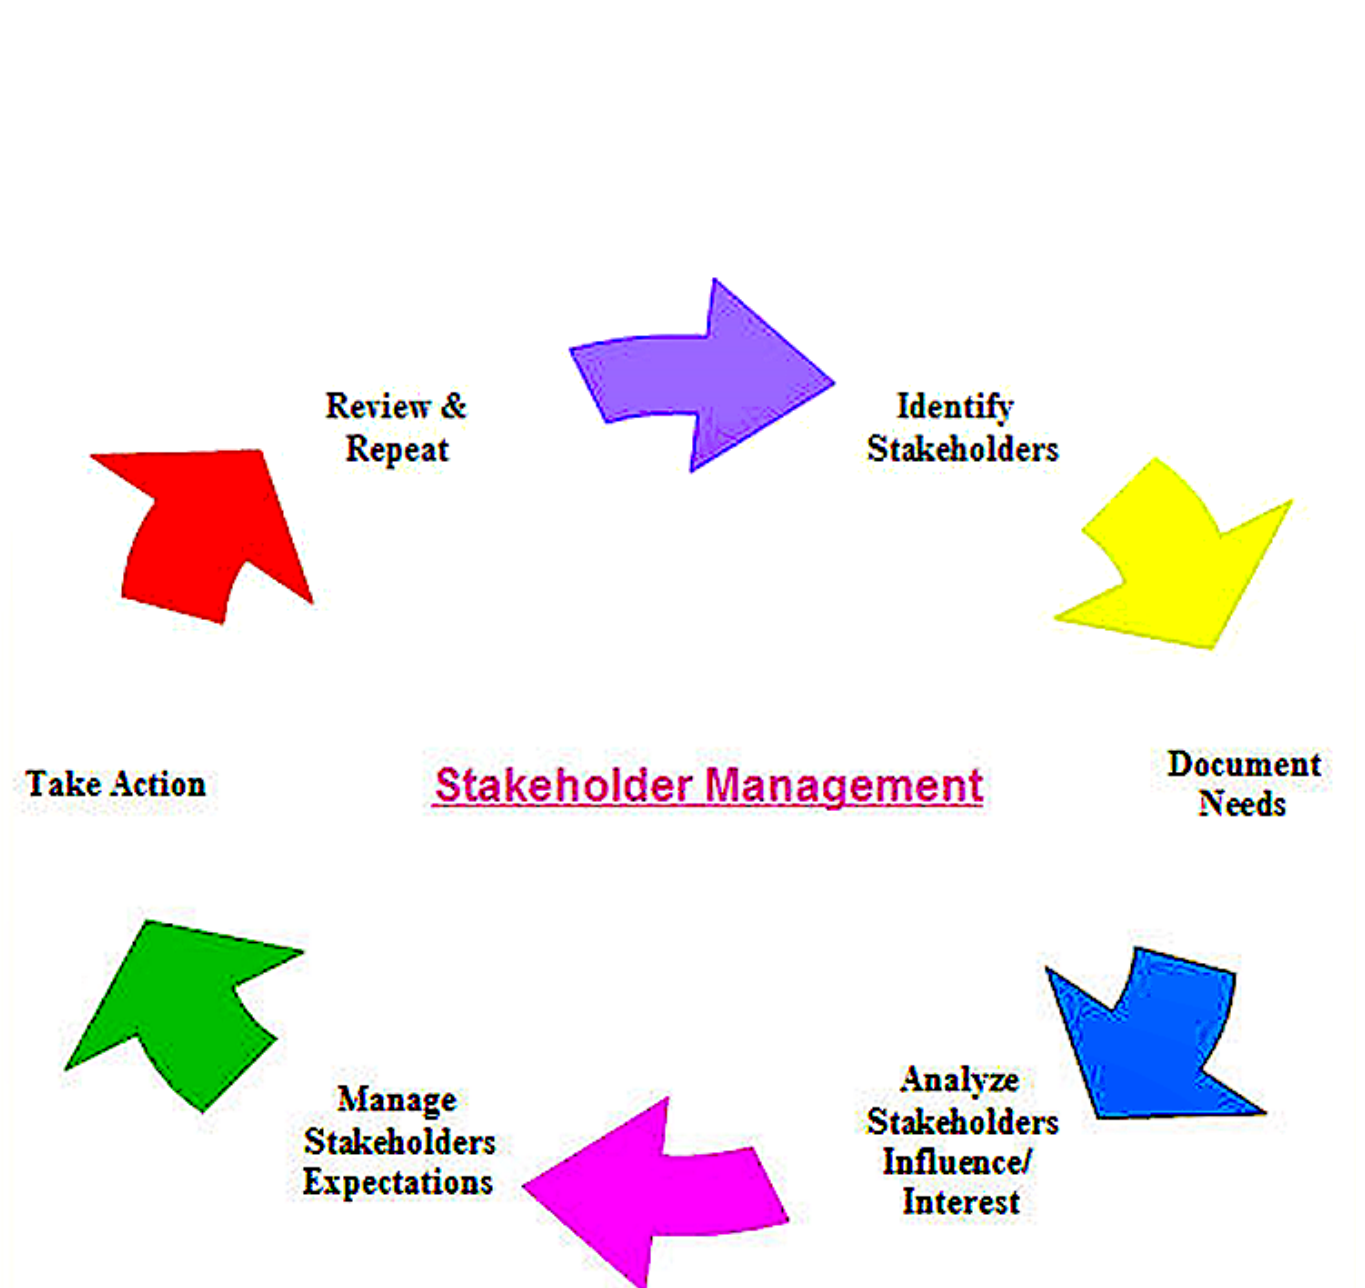 Review &
Repeat
Identify
Stakeholders
Take Action
Stakeholder Management
Document
Needs
Manage
Stakeholders
Expectations
Analyze
Stakeholders
Influence/
Interest